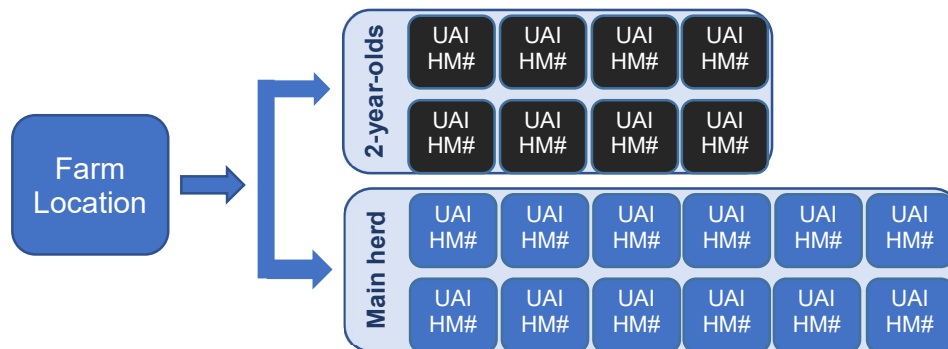 Farm
Location
2-year-olds
UAI UAI UAI UAI
HM# HM# HM# HM#
UAI UAI UAI UAI
HM# HM# HM# HM#
Main herd
UAI UAI UAI UAI UAI UAI
HM# HM# HM# HM# HM# HM#
UAI UAI UAI UAI UAI UAI
HM# HM# HM# HM# HM# HM#